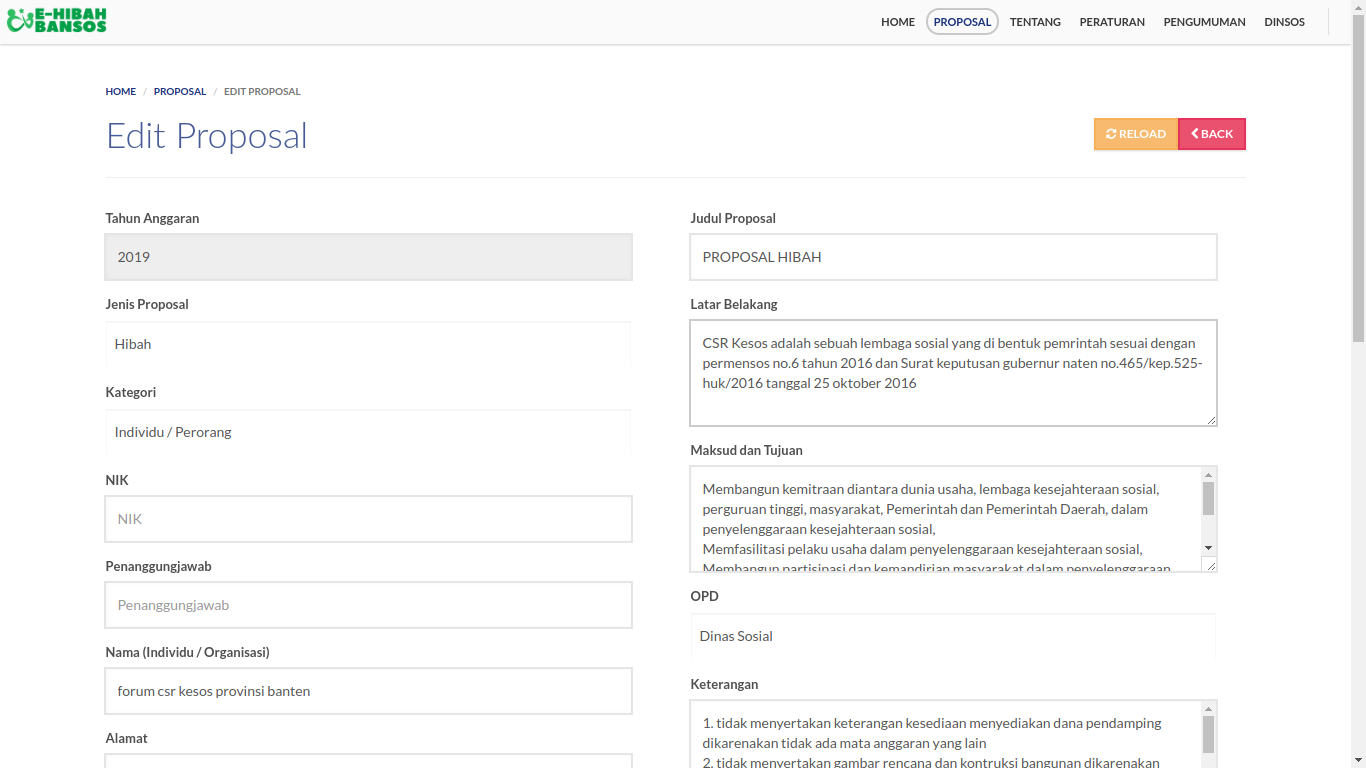 E-HIBAH
BANSOS
HOME PROPOSAL TENTANG PERATURAN PENGUMUMAN DINSOS
HOME / PROPOSAL / EDIT PROPOSAL
Edit Proposal
RELOAD BACK
Tahun Anggaran
2019
Jenis Proposal
Hibah
Kategori
Individu / Perorang
NIK
NIK
Penanggungjawab
Penanggungjawab
Nama (Individu / Organisasi)
forum csr kesos provinsi banten
Alamat
Judul Proposal
PROPOSAL HIBAH
Latar Belakang
CSR Kesos adalah sebuah lembaga sosial yang di bentuk pemrintah sesuai dengan
permensos no.6 tahun 2016 dan Surat keputusan gubernur naten no.465/kep.525-
huk/2016 tanggal 25 oktober 2016
Maksud dan Tujuan
Membangun kemitraan diantara dunia usaha, lembaga kesejahteraan sosial,
perguruan tinggi, masyarakat, Pemerintah dan Pemerintah Daerah, dalam
penyelenggaraan kesejahteraan sosial,
Memfasilitasi pelaku usaha dalam penyelenggaraan kesejahteraan sosial,
Membangun partisipasi dan kemandirian masyarakat dalam penyelenggaraan
OPD
Dinas Sosial
Keterangan
1. tidak menyertakan keterangan kesediaan menyediakan dana pendamping
dikarenakan tidak ada mata anggaran yang lain
2. tidak menyertakan gambar rencana dan kontruksi bangunan dikarenakan